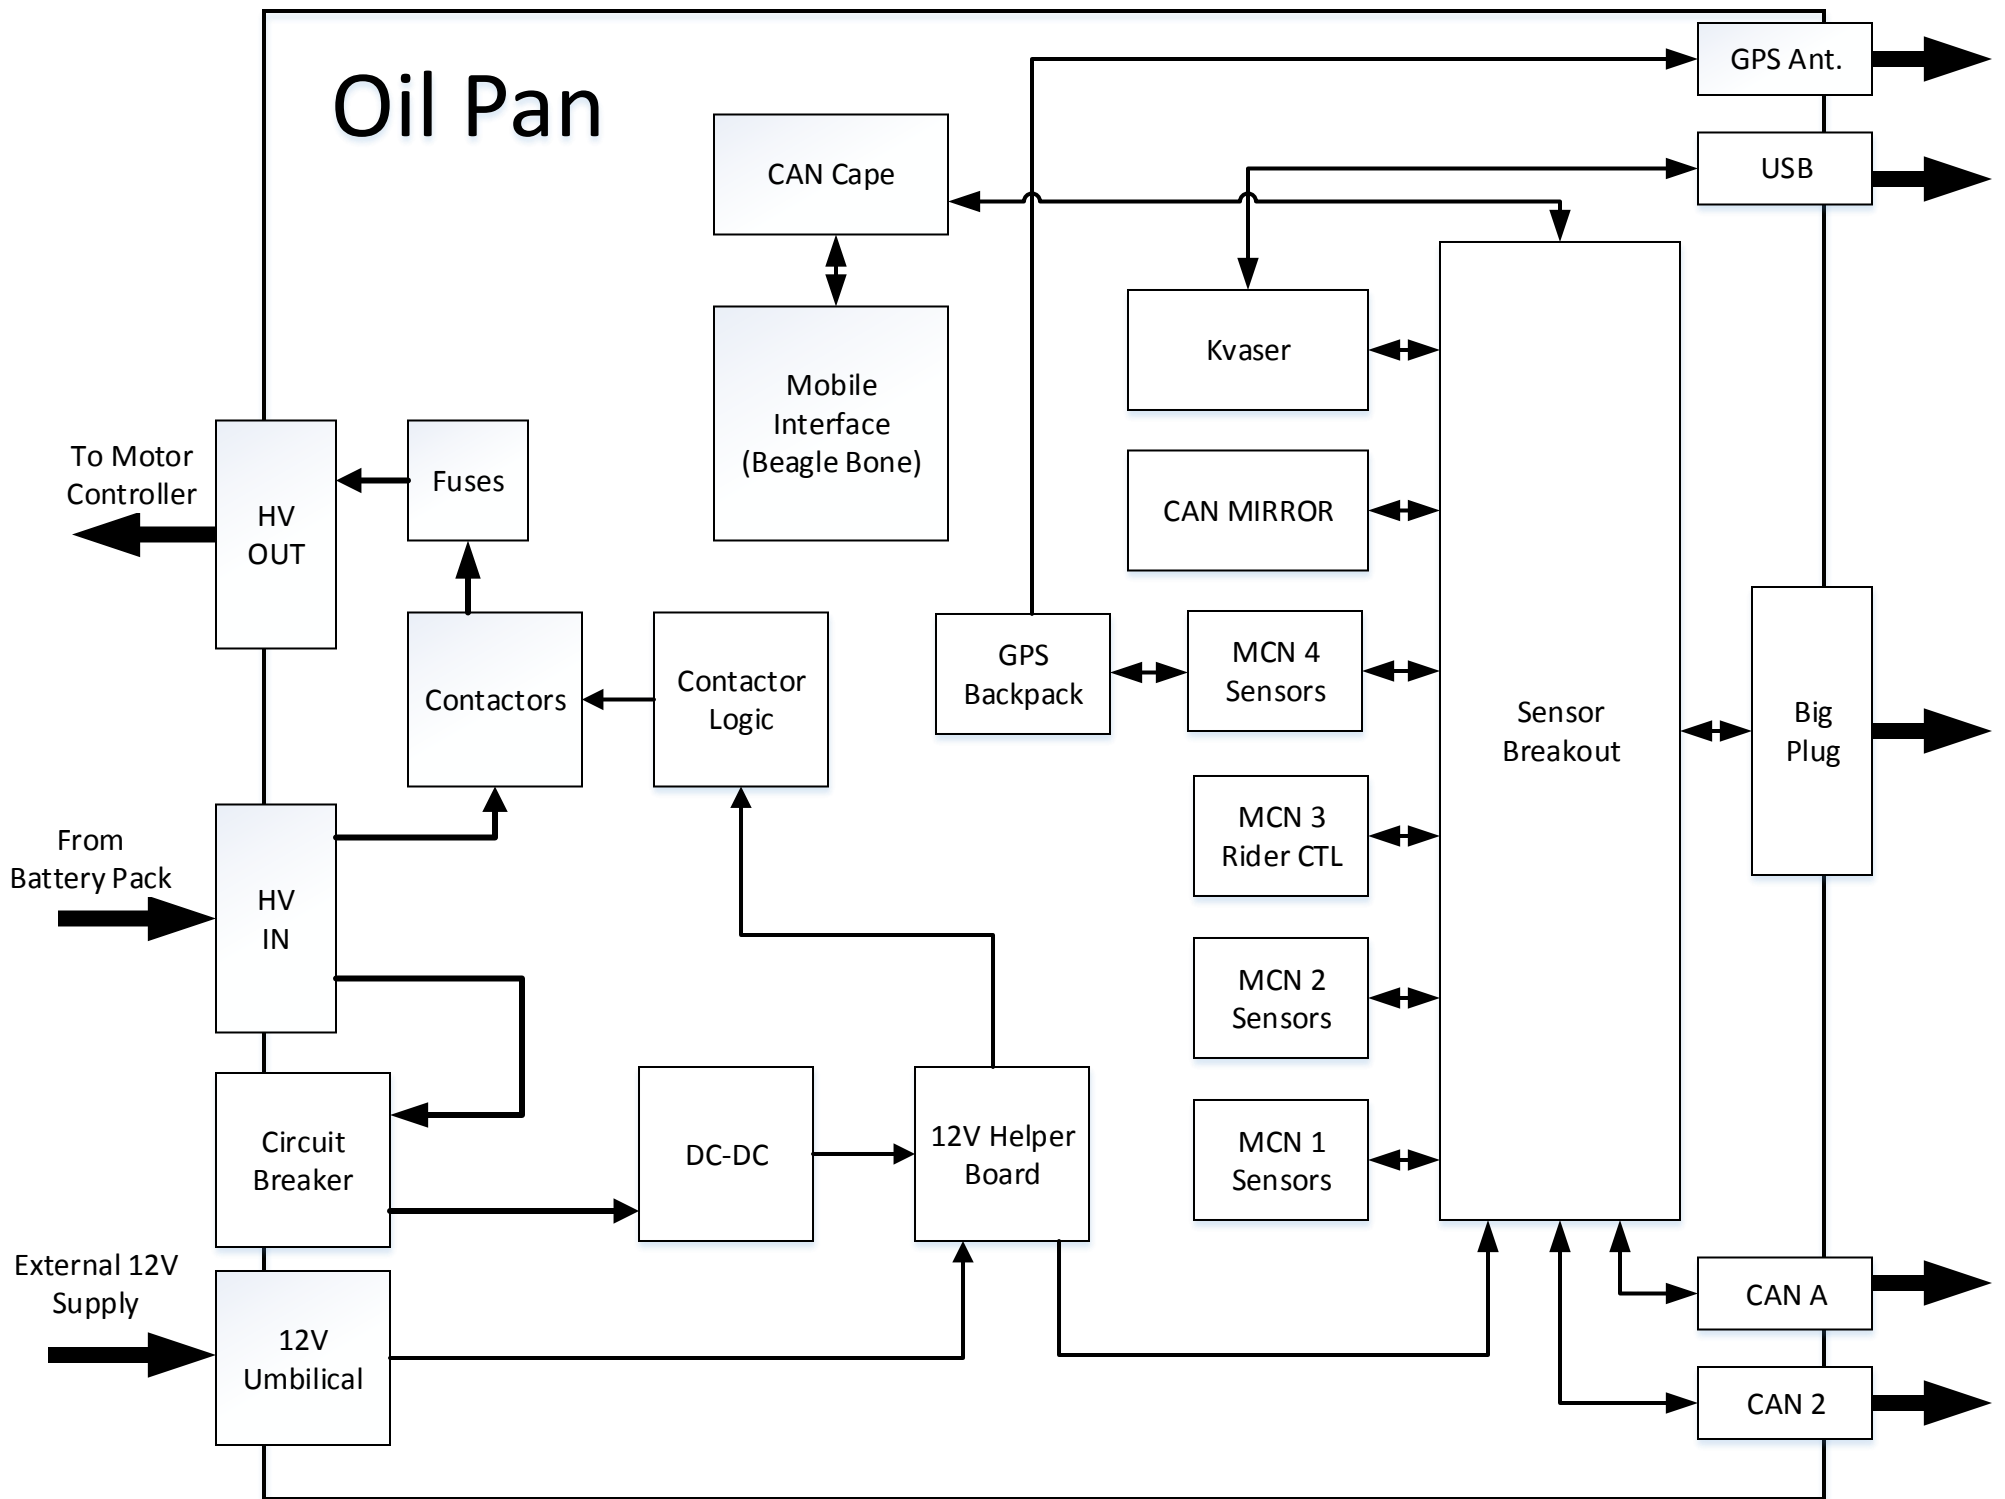 Oil Pan
GPS Ant.
USB
CAN Cape
Kvaser
Mobile
Interface
(Beagle Bone)
To Motor
Controller
HV
OUT
Fuses
CAN MIRROR
Contactors
Contactor
Logic
GPS
Backpack
MCN 4
Sensors
Sensor
Breakout
Big
Plug
MCN 3
Rider CTL
From
Battery Pack
HV
IN
MCN 2
Sensors
Circuit
Breaker
DC-DC
12V Helper
Board
MCN 1
Sensors
External 12V
Supply
12V
Umbilical
CAN A
CAN 2